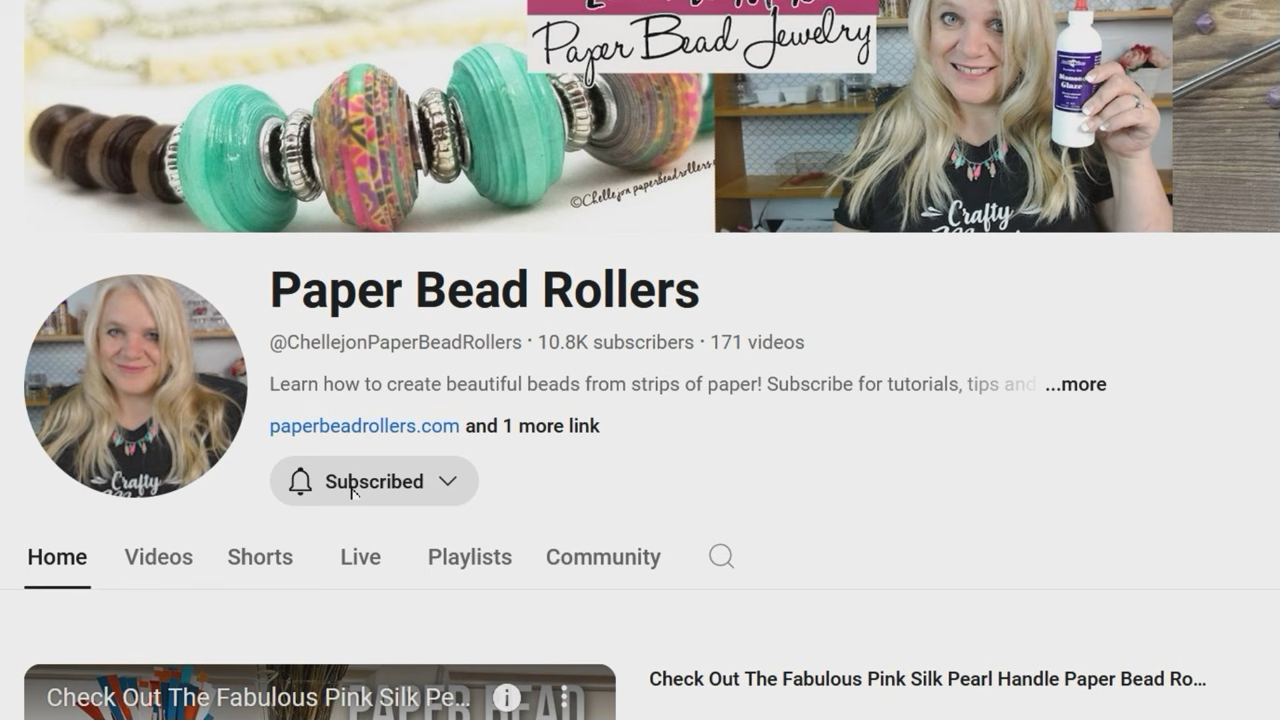 Paper Bead Jewelry
©Chellejon paperbeadrollers
Crafty
Paper Bead Rollers
@ChellejonPaperBeadRollers · 10.8K subscribers · 171 videos
Learn how to create beautiful beads from strips of paper! Subscribe for tutorials, tips and ...more
paperbeadrollers.com and 1 more link
Crafty
Subscribed
Home Videos Shorts Live Playlists Community
Check Out The Fabulous Pink Silk Pe...
PAPER BEAD
Check Out The Fabulous Pink Silk Pearl Handle Paper Bead Ro...